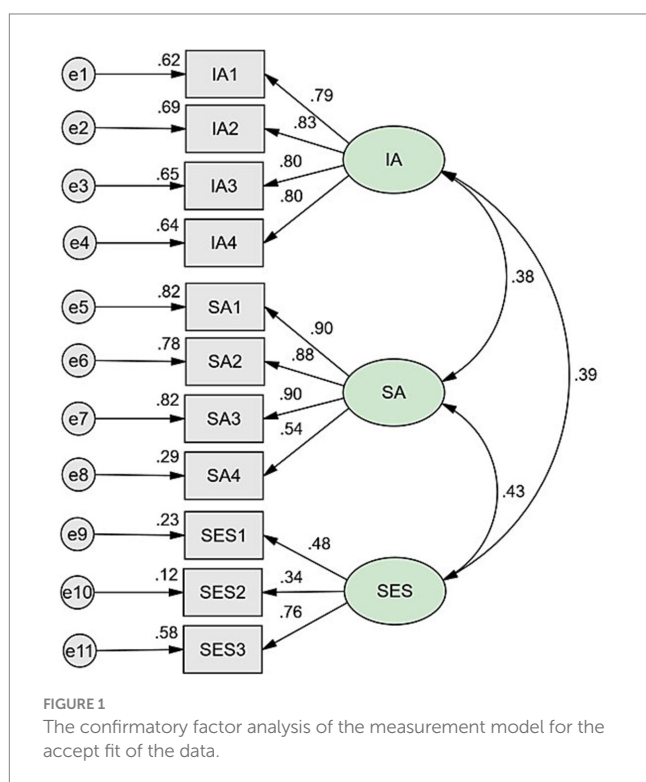 .62
e1
IA1
.79
.69
e2
IA2
.83
IA
.65
e3
IA3
.80
.64
e4
IA4
.80
.38
.82
e5
SA1
.90
.78
e6
SA2
.88
SA
.39
.82
e7
SA3
.90
.29
e8
SA4
.54
.43
.23
e9
SES1
.48
.12
e10
SES2
.34
SES
.58
e11
SES3
.76
FIGURE 1
The confirmatory factor analysis of the measurement model for the
accept fit of the data.